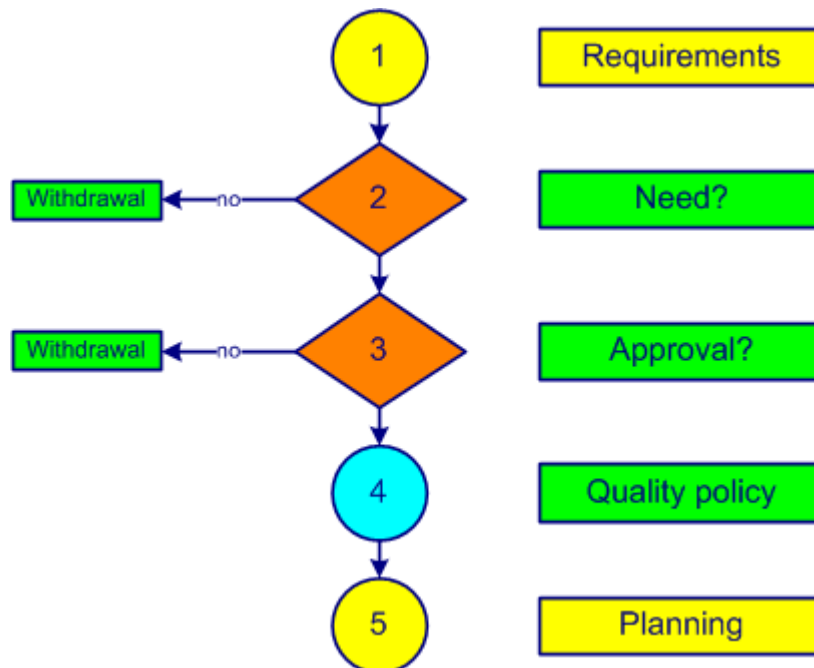 1 Requirements
Withdrawal no 2 Need?
Withdrawal no 3 Approval?
4 Quality policy
5 Planning